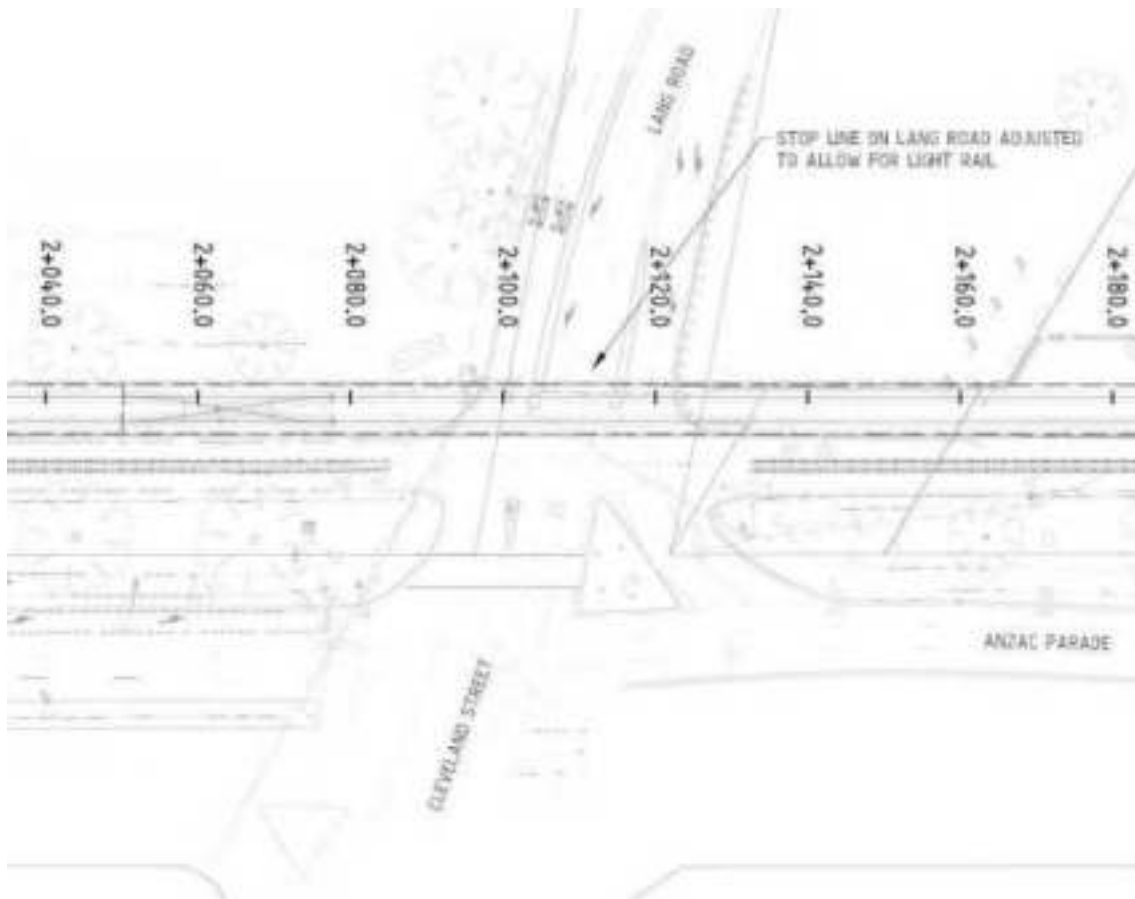 LANG ROAD
STOP LINE ON LANG ROAD ADJUSTED
TO ALLOW FOR LIGHT RAIL
2+040.0
2+060.0
2+080.0
2+100.0
2+120.0
2+140.0
2+160.0
2+180.0
ANZAC PARADE
CLEVELAND STREET